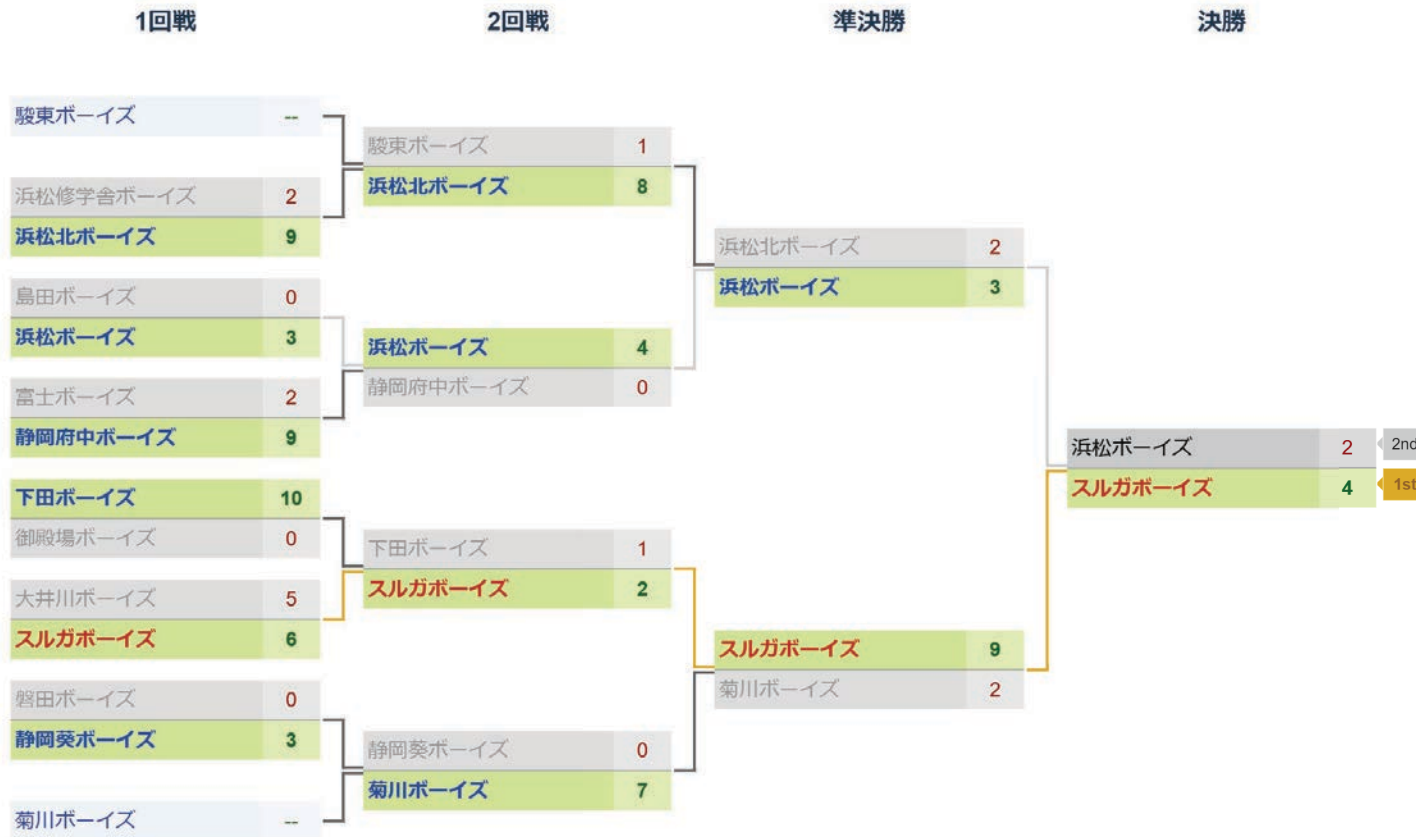 1回戦 2回戦 準決勝 決勝
駿東ボーイズ --
浜松修学舎ボーイズ 2
浜松北ボーイズ 9
島田ボーイズ 0
浜松ボーイズ 3
富士ボーイズ 2
静岡府中ボーイズ 9
下田ボーイズ 10
御殿場ボーイズ 0
大井川ボーイズ 5
スルガボーイズ 6
磐田ボーイズ 0
静岡葵ボーイズ 3
菊川ボーイズ --
駿東ボーイズ 1
浜松北ボーイズ 8
浜松ボーイズ 4
静岡府中ボーイズ 0
下田ボーイズ 1
スルガボーイズ 2
静岡葵ボーイズ 0
菊川ボーイズ 7
浜松北ボーイズ 2
浜松ボーイズ 3
スルガボーイズ 9
菊川ボーイズ 2
浜松ボーイズ 2 2nd
スルガボーイズ 4 1st